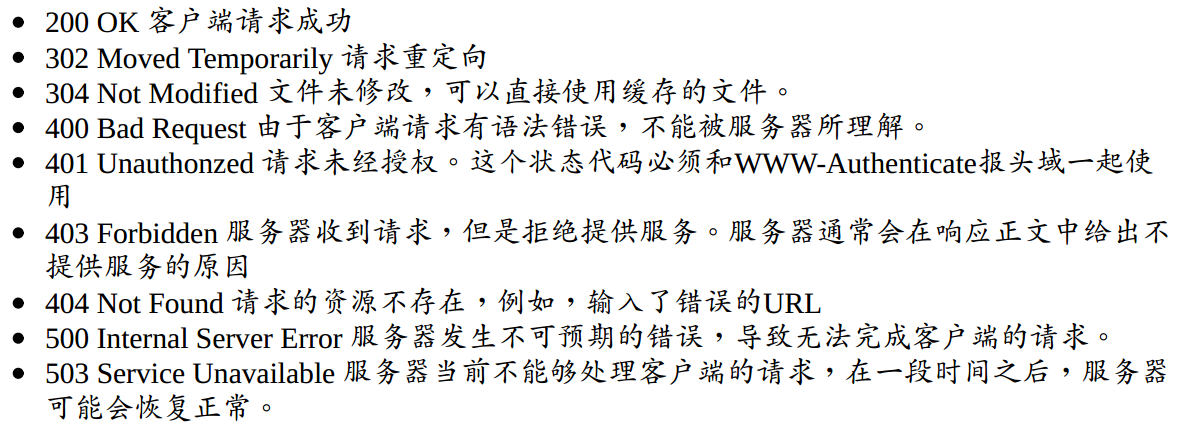 • 200 OK 客户端请求成功
• 302 Moved Temporarily 请求重定向
• 304 Not Modified 文件未修改，可以直接使用缓存的文件。
• 400 Bad Request 由于客户端请求有语法错误，不能被服务器所理解。
• 401 Unauthonzed 请求未经授权。这个状态代码必须和WWW-Authenticate报头域一起使
用
• 403 Forbidden 服务器收到请求，但是拒绝提供服务。服务器通常会在响应正文中给出不
提供服务的原因
• 404 Not Found 请求的资源不存在，例如，输入了错误的URL
• 500 Internal Server Error 服务器发生不可预期的错误，导致无法完成客户端的请求。
• 503 Service Unavailable 服务器当前不能够处理客户端的请求，在一段时间之后，服务器
可能会恢复正常。